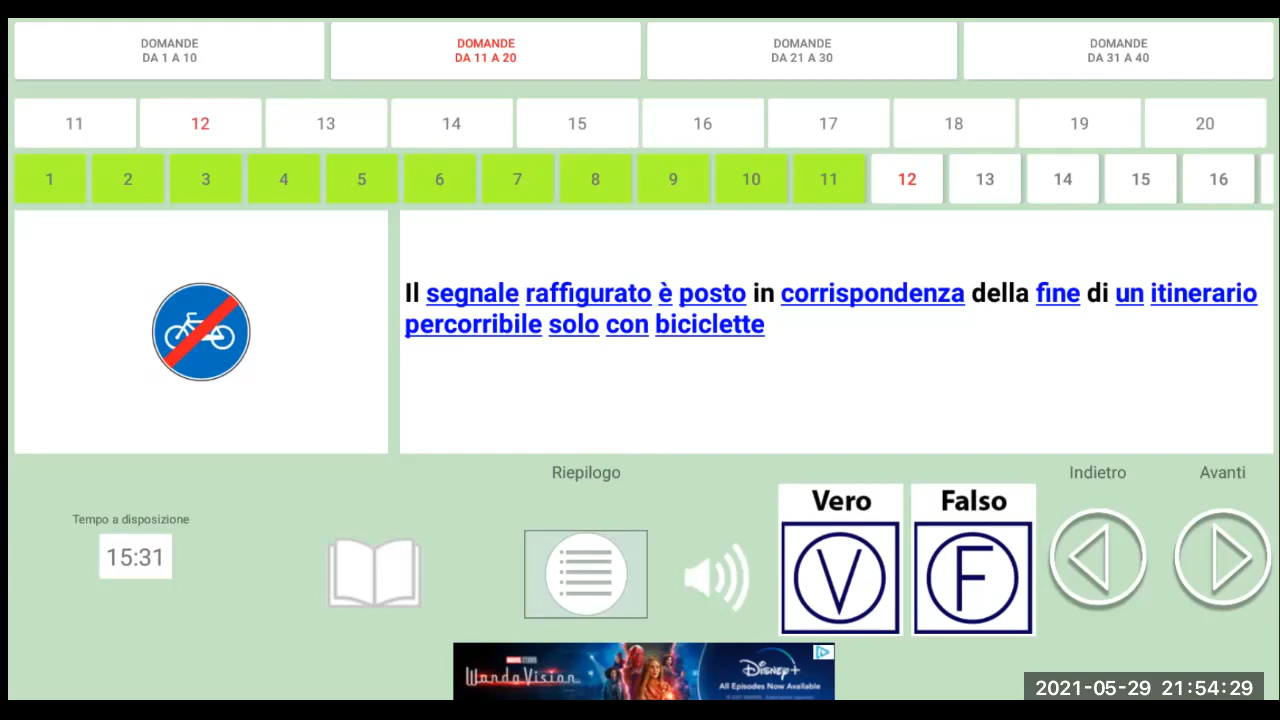 DOMANDE
DA 1 A 10
DOMANDE
DA 11 A 20
DOMANDE
DA 21 A 30
DOMANDE
DA 31 A 40
11 12 13 14 15 16 17 18 19 20
1 2 3 4 5 6 7 8 9 10 11 12 13 14 15 16
Il segnale raffigurato è posto in corrispondenza della fine di un itinerario
percorribile solo con biciclette
Riepilogo
Indietro
Avanti
Tempo a disposizione
15:31
Vero
V
Falso
F
MARVEL STUDIOS
WandaVision
Disney+
All Episodes Now Available
2021-05-29 21:54:29